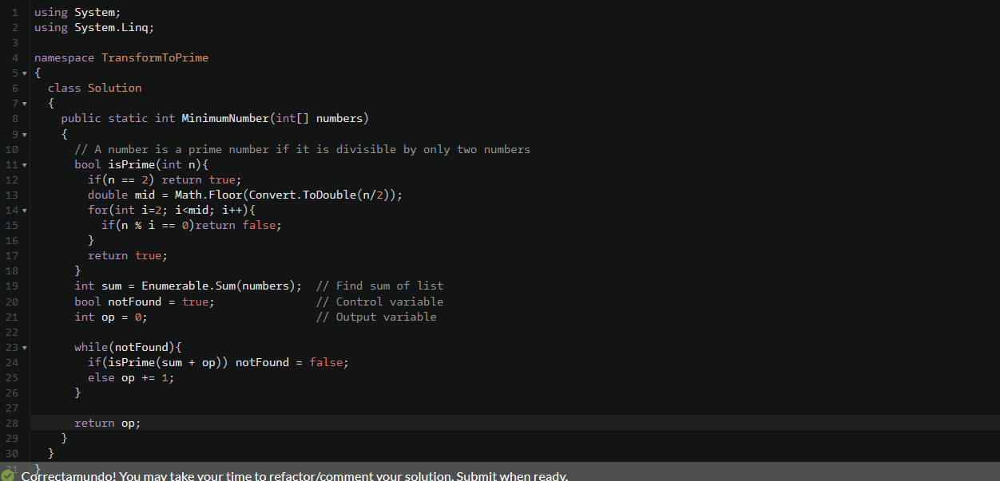 1 using System;
2 using System.Linq;
3
4 namespace TransformToPrime
5 {
6 class Solution
7 {
8 public static int MinimumNumber(int[] numbers)
9 {
10 // A number is a prime number if it is divisible by only two numbers
11 bool isPrime(int n){
12 if(n == 2) return true;
13 double mid = Math.Floor(Convert.ToDouble(n/2));
14 for(int i=2; i<mid; i++){
15 if(n % i == 0)return false;
16 }
17 return true;
18 }
19 int sum = Enumerable.Sum(numbers); // Find sum of list
20 bool notFound = true; // Control variable
21 int op = 0; // Output variable
22
23 while(notFound){
24 if(isPrime(sum + op)) notFound = false;
25 else op += 1;
26 }
27
28 return op;
29 }
30 }
31 }
Correctamundo! You may take your time to refactor/comment your solution. Submit when ready.